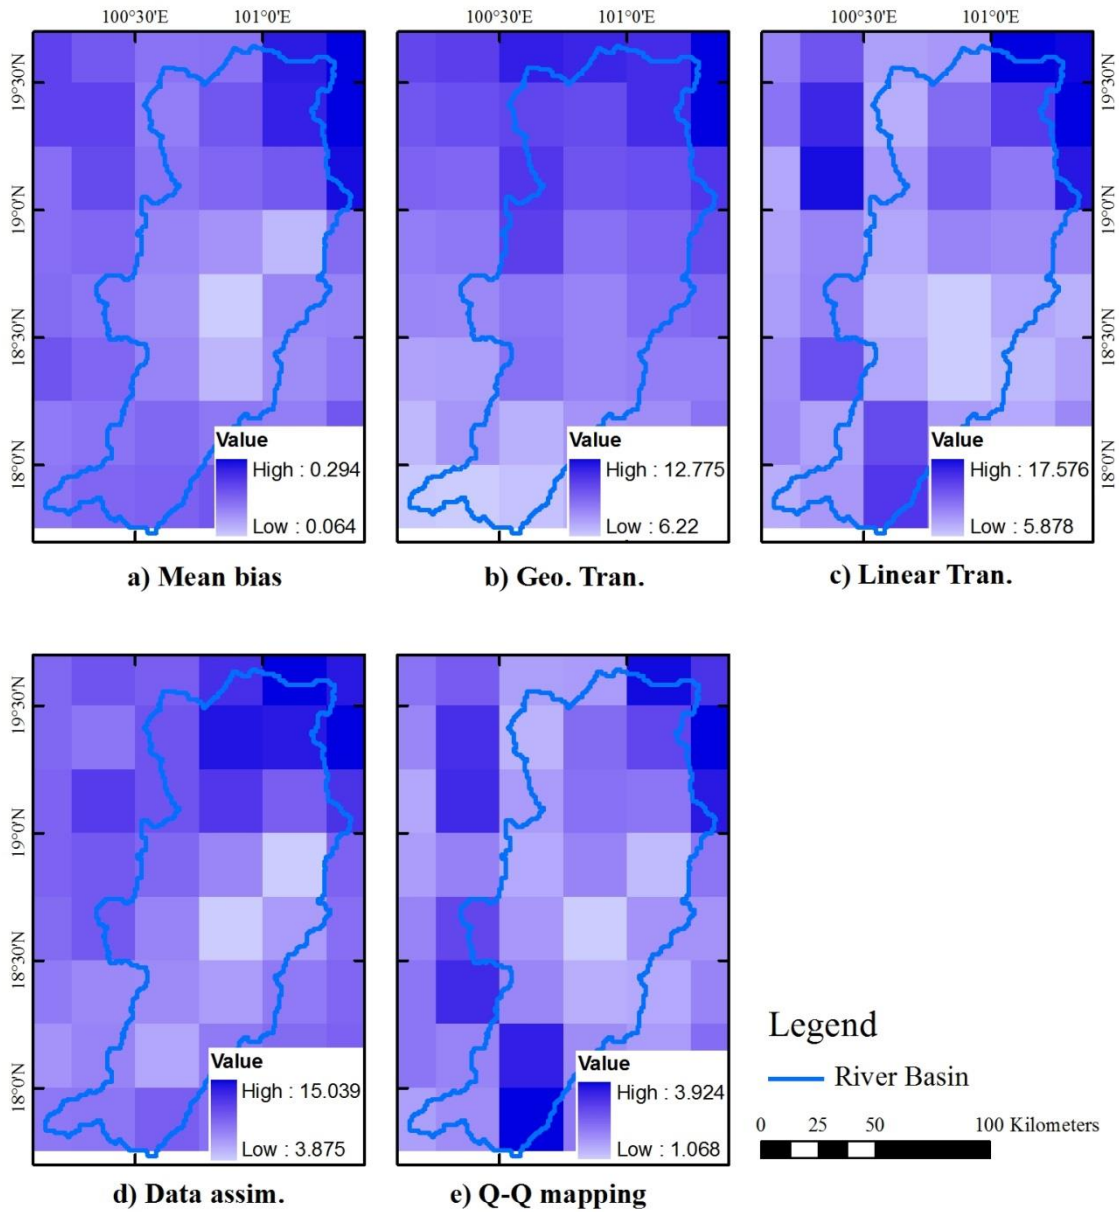 100°30'E 101°0'E 100°30'E 101°0'E 100°30'E 101°0'E
19°30'N
19°0'N
18°30'N
18°0'N
19°30'N
19°0'N
18°30'N
18°0'N
Value
High : 0.294
Low : 0.064
Value
High : 12.775
Low : 6.22
Value
High : 17.576
Low : 5.878
a) Mean bias
b) Geo. Tran.
c) Linear Tran.
19°30'N
19°0'N
18°30'N
18°0'N
Value
High : 15.039
Low : 3.875
Value
High : 3.924
Low : 1.068
d) Data assim.
e) Q-Q mapping
Legend
River Basin
0 25 50 100 Kilometers